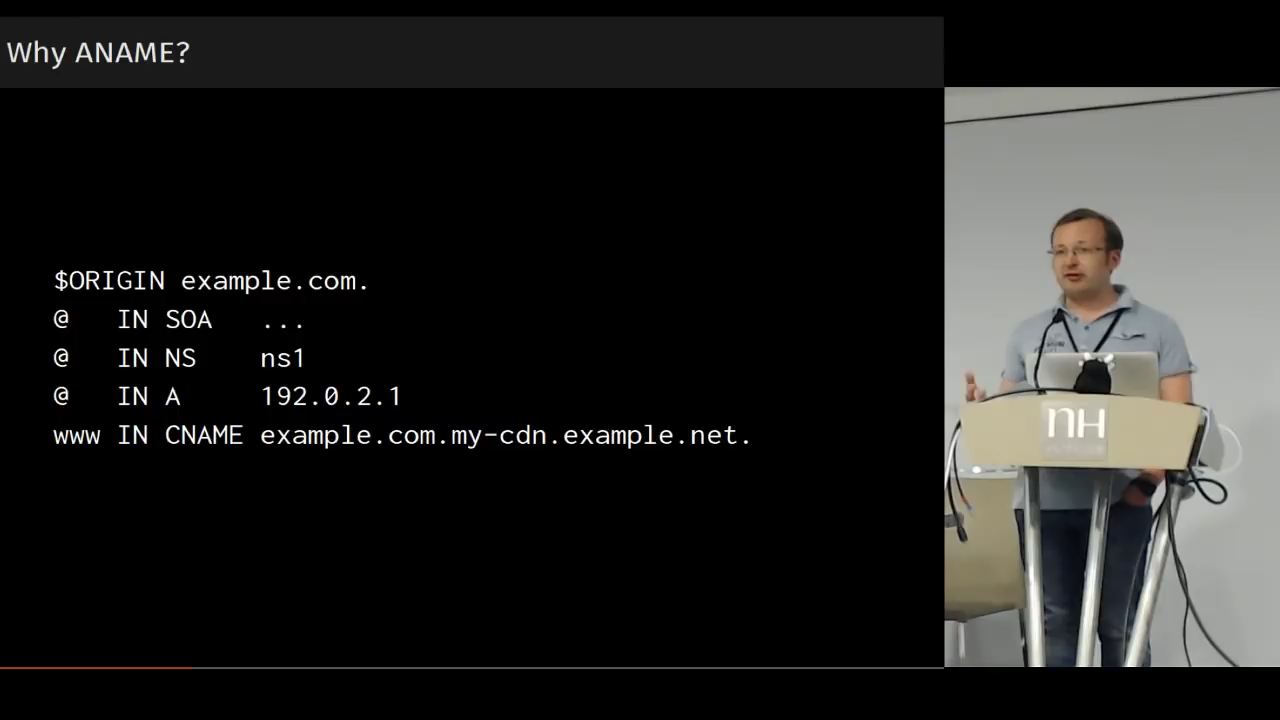 Why ANAME?
$ORIGIN example.com.
@ IN SOA ...
@ IN NS ns1
@ IN A 192.0.2.1
www IN CNAME example.com.my-cdn.example.net.
nH